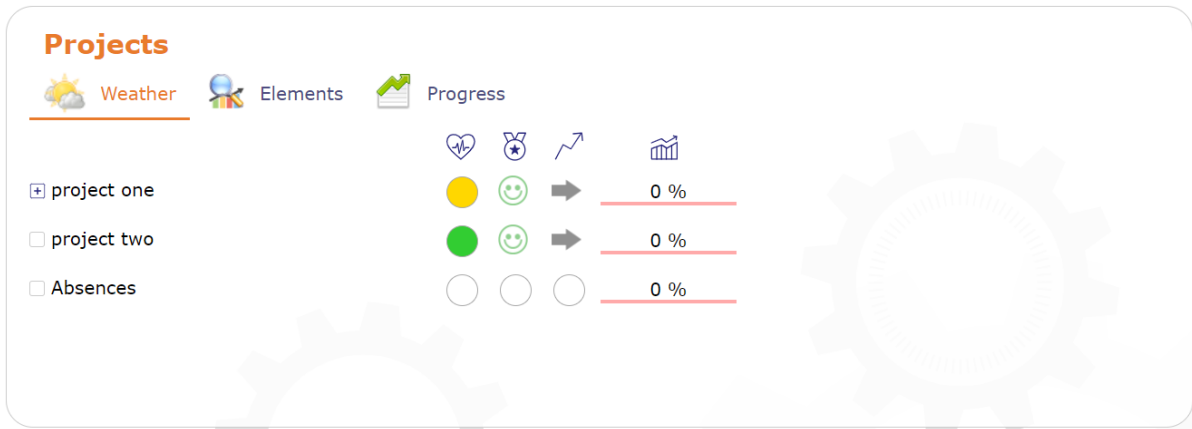 Projects
Weather Elements Progress
project one 0 %
project two 0 %
Absences 0 %